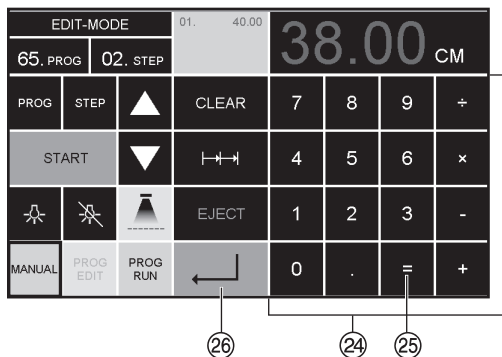 EDIT-MODE
65. PROG 02. STEP
01. 40.00
38.00 CM
PROG STEP CLEAR 7 8 9 ÷
START 4 5 6 ×
EJECT 1 2 3 -
MANUAL PROG EDIT PROG RUN 0 . = +
26 24 25